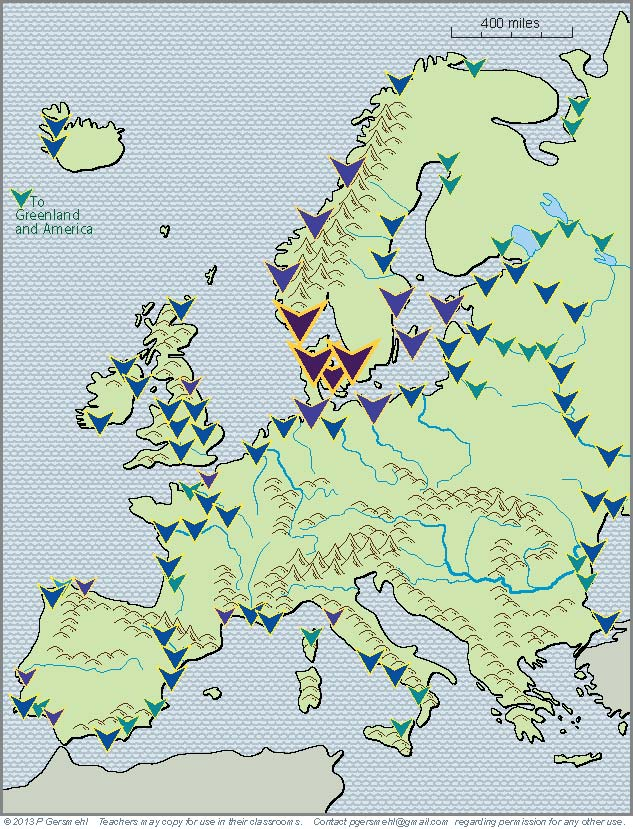 400 miles
To
Greenland
and America
© 2013 P Gersmehl Teachers may copy for use in their classrooms. Contact pgersmehl@gmail.com regarding permission for any other use.